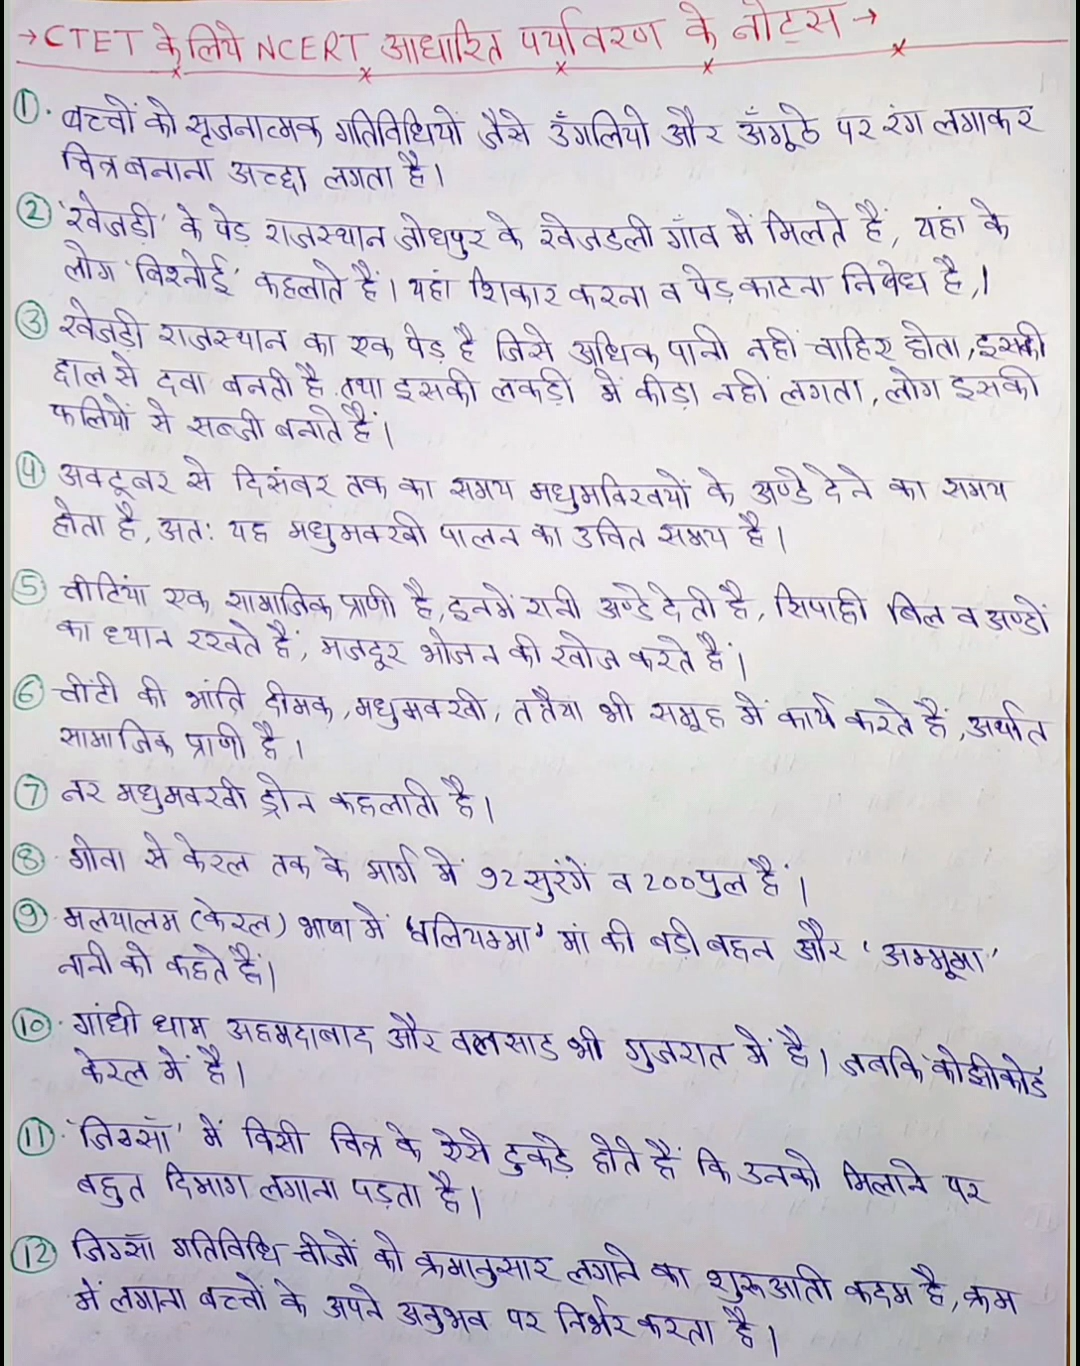 →CTET के लिये NCERT आधारित पर्यावरण के नोट्स→
①. बच्चों को सृजनात्मक गतिविधियों जैसे उँगलियो और अँगूठे पर रंग लगाकर
चित्र बनाना अच्छा लगता है।
② 'खेजड़ी' के पेड़ राजस्थान जोधपुर के खेजडली गाँव में मिलते हैं, यहां के
लोग 'बिश्नोई' कहलाते हैं। यहां शिकार करना व पेड़ काटना निषेध है,।
③ खेजड़ी राजस्थान का एक पेड़ है जिसे अधिक पानी नहीं चाहिए होता, इसकी
छाल से दवा बनती है तथा इसकी लकड़ी में कीड़ा नहीं लगता, लोग इसकी
फलियों से सब्जी बनाते हैं।
④ अक्टूबर से दिसंबर तक का समय मधुमक्खियों के अण्डे देने का समय
होता है, अतः यह मधुमक्खी पालन का उचित समय है।
⑤ चीटियां एक सामाजिक प्राणी है, इनमें रानी अण्डे देती है, सिपाही बिल व अण्डों
का ध्यान रखते हैं, मजदूर भोजन की खोज करते हैं।
⑥ चींटी की भांति दीमक, मधुमक्खी, ततैया भी समूह में कार्य करते हैं, अर्थात
सामाजिक प्राणी है।
⑦ नर मधुमक्खी ड्रोन कहलाती है।
⑧. गोवा से केरल तक के मार्ग में 92 सुरंगें व 200 पुल हैं।
⑨. मलयालम (केरल) भाषा में 'वलियम्मा' मां की बड़ी बहन और 'अम्मूमा'
नानी को कहते हैं।
⑩. गांधी धाम, अहमदाबाद और वलसाड भी गुजरात में है। जबकि कोझीकोड
केरल में है।
⑪. 'जिग्सॉ' में किसी चित्र के ऐसे टुकड़े होते हैं कि उनको मिलाने पर
बहुत दिमाग लगाना पड़ता है।
⑫ जिग्सॉ गतिविधि चीजों को क्रमानुसार लगाने का शुरूआती कदम है, क्रम
में लगाना बच्चों के अपने अनुभव पर निर्भर करता है।